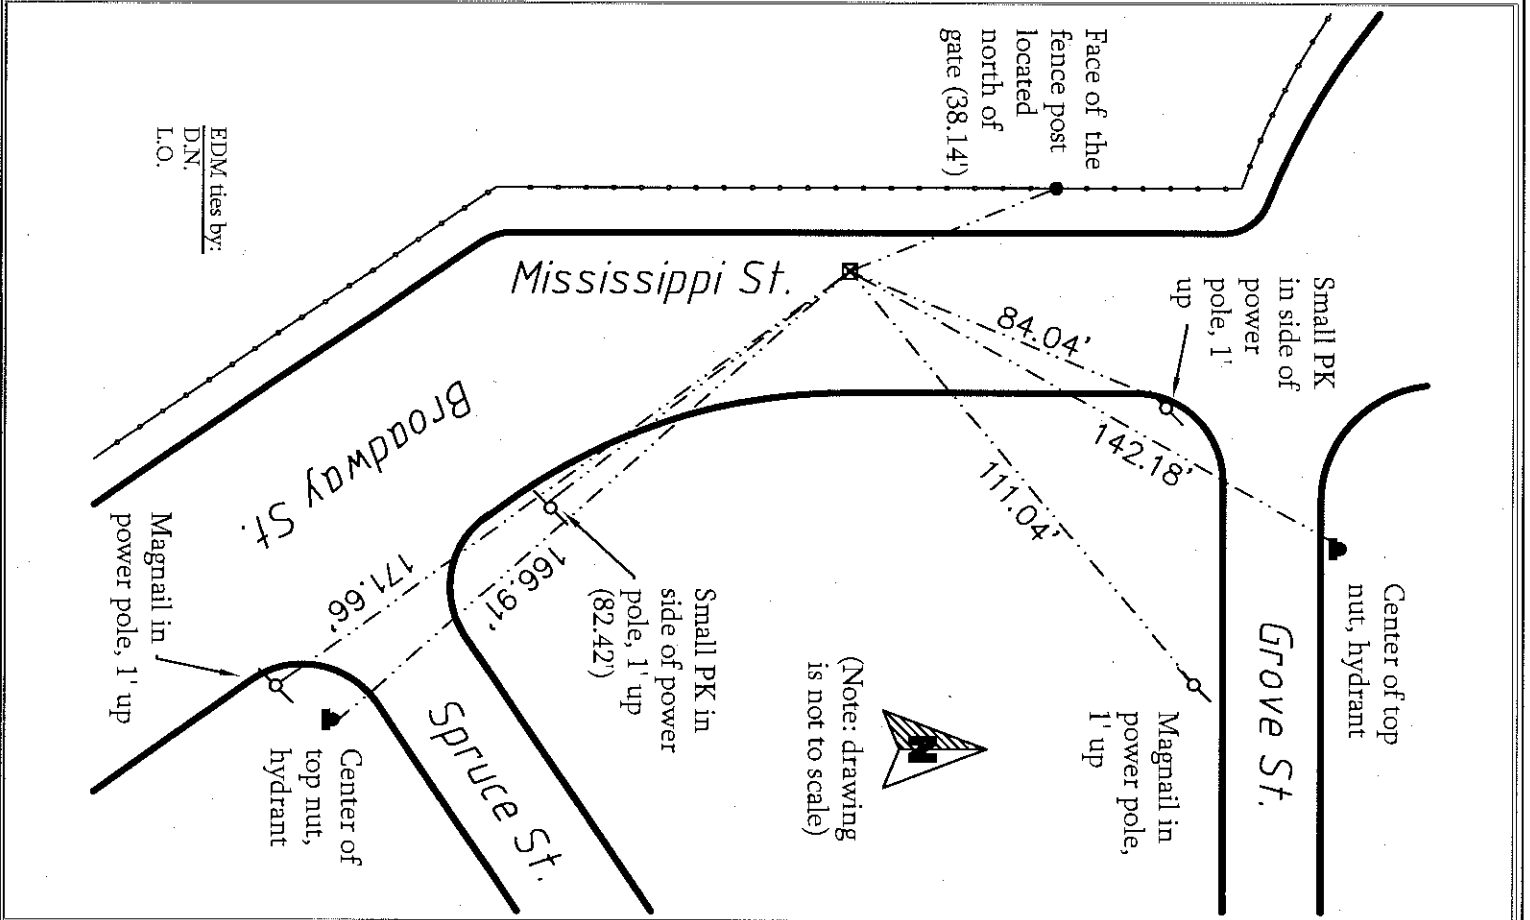 Face of the
fence post
located
north of
gate (38.14')
Small PK
in side of
power
pole, 1'
up
Center of top
nut, hydrant
84.04'
142.18'
111.04'
Mississippi St.
Grove St.
Magnail in
power pole,
1' up
N
(Note: drawing
is not to scale)
Small PK in
side of power
pole, 1' up
(82.42')
Broadway St.
166.91'
171.66'
Spruce St.
Center of
top nut,
hydrant
Magnail in
power pole, 1' up
EDM ties by:
D.N.
L.O.